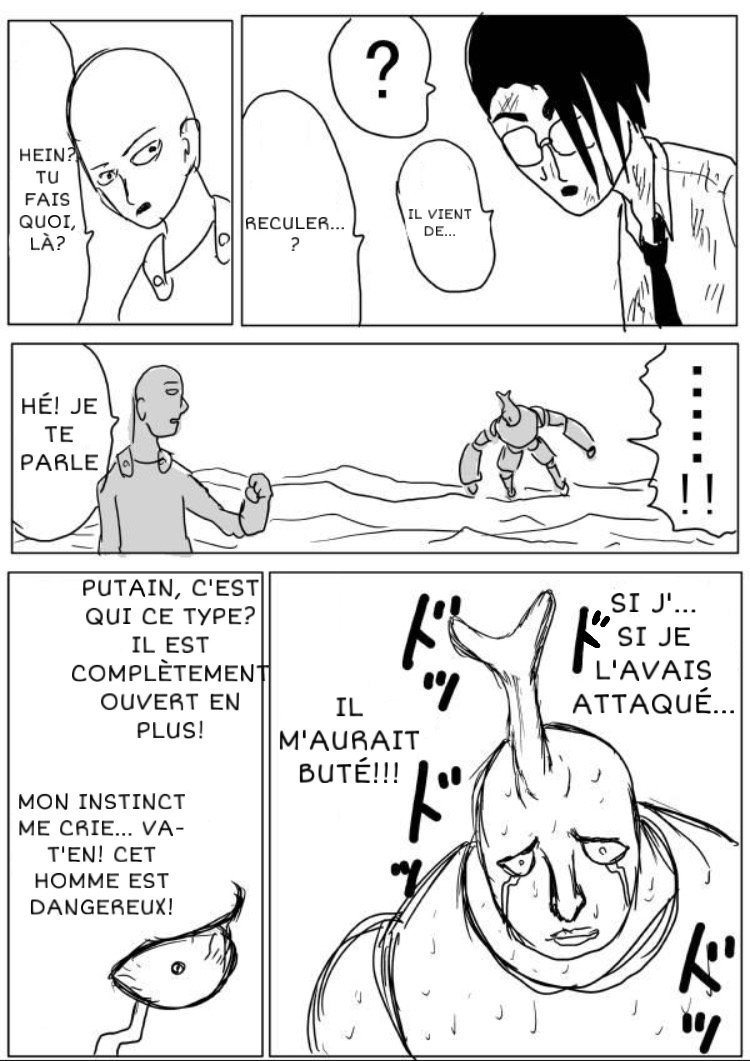 ?
IL VIENT
DE...
RECULER...
?
HEIN?
TU
FAIS
QUOI,
LÀ?
.....
!!
HÉ! JE
TE
PARLE
SI J'...
SI JE
L'AVAIS
ATTAQUÉ...
ド
ドッ
IL
M'AURAIT
BUTÉ!!!
ドッ
ドッ
PUTAIN, C'EST
QUI CE TYPE?
IL EST
COMPLÈTEMENT
OUVERT EN
PLUS!
MON INSTINCT
ME CRIE... VA-
T'EN! CET
HOMME EST
DANGEREUX!